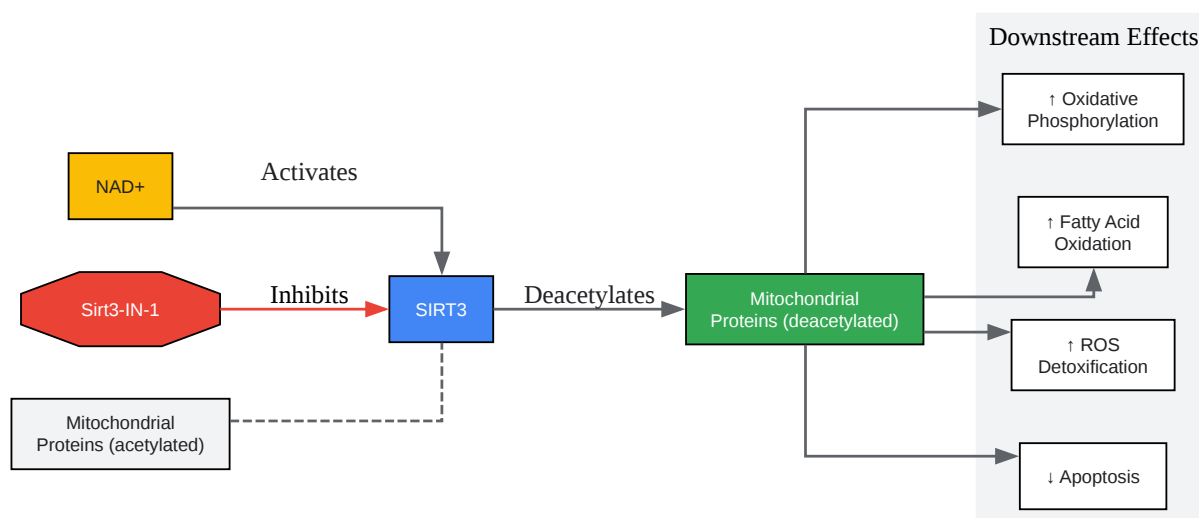 Downstream Effects
↑ Oxidative
Phosphorylation
Activates
NAD+
↑ Fatty Acid
Oxidation
Sirt3-IN-1
Inhibits
SIRT3
Deacetylates
Mitochondrial
Proteins (deacetylated)
↑ ROS
Detoxification
Mitochondrial
Proteins (acetylated)
↓ Apoptosis